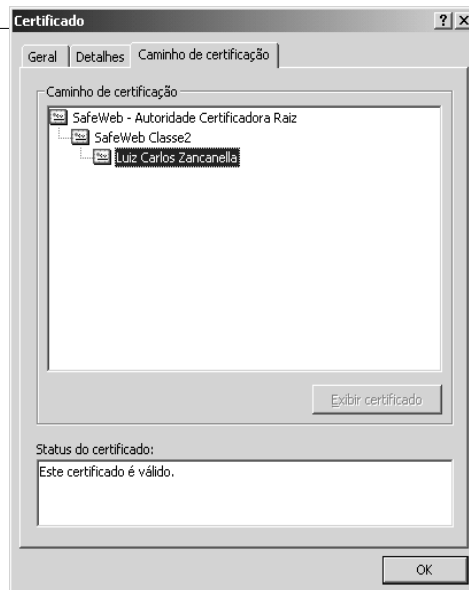 Certificado
Geral Detalhes Caminho de certificação
Caminho de certificação
SafeWeb - Autoridade Certificadora Raiz
SafeWeb Classe2
Luiz Carlos Zancanella
Exibir certificado
Status do certificado:
Este certificado é válido.
OK